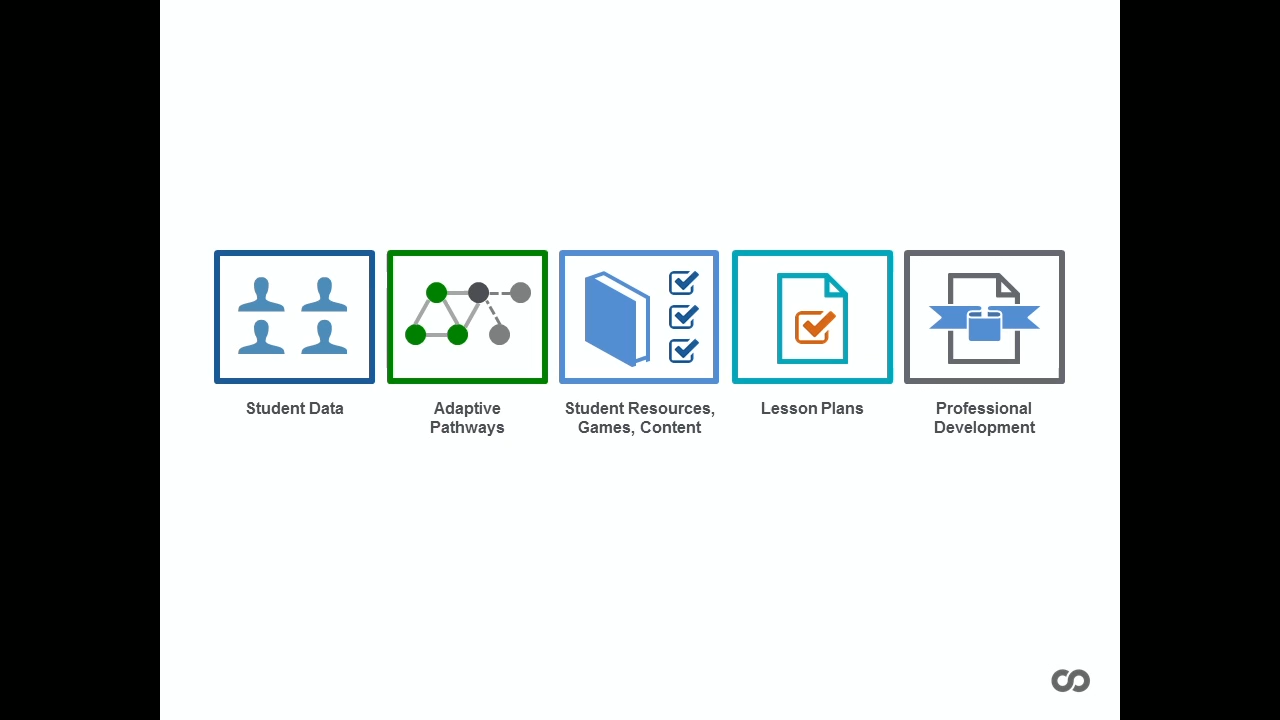 Student Data
Adaptive
Pathways
Student Resources,
Games, Content
Lesson Plans
Professional
Development